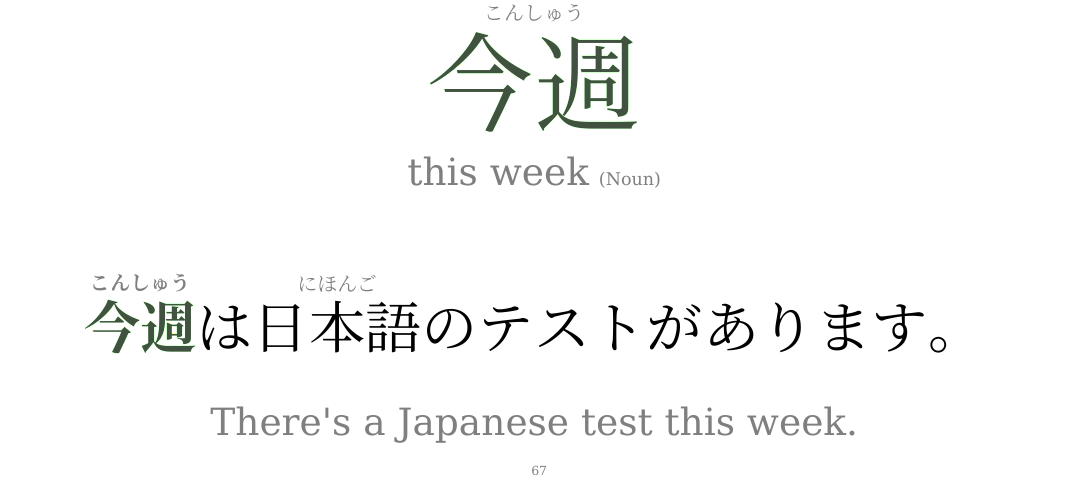 こんしゅう
今週
this week (Noun)
こんしゅう にほんご
今週は日本語のテストがあります。
There's a Japanese test this week.
67